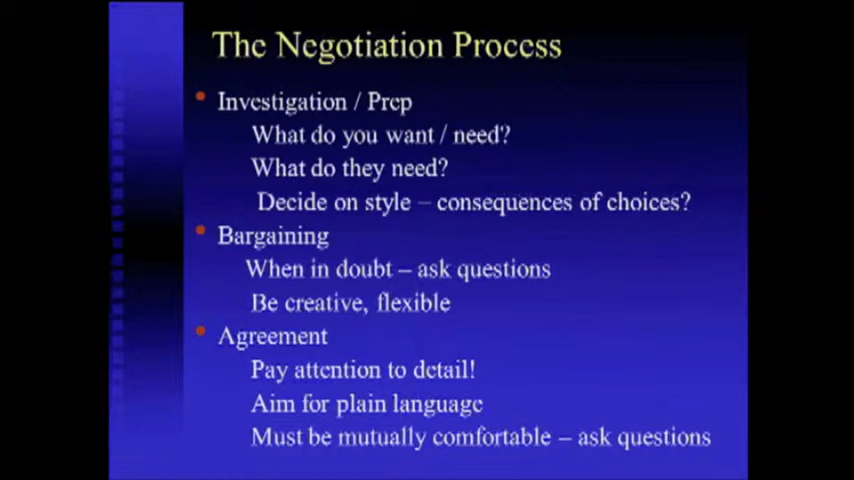 The Negotiation Process
• Investigation / Prep
What do you want / need?
What do they need?
Decide on style – consequences of choices?
• Bargaining
When in doubt – ask questions
Be creative, flexible
• Agreement
Pay attention to detail!
Aim for plain language
Must be mutually comfortable – ask questions